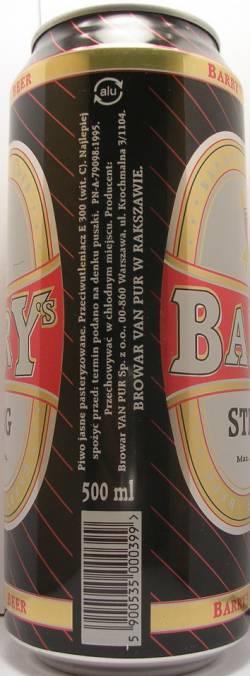 BEER
BARRY'
alu
Piwo jasne pasteryzowane. Przeciwutleniacz E 300 (wit. C). Najlepiej
spożyć przed: termin podano na denku puszki. PN-A-79098:1995.
Przechowywać w chłodnym miejscu. Producent:
Browar VAN PUR Sp. z o.o., 00-860 Warszawa, ul. Krochmalna 3/1104.
BROWAR VAN PUR W RAKSZAWIE.
RY'S
BA
G
ST
Man
500 ml
5 900535 000399 >
BEER
BARRY'